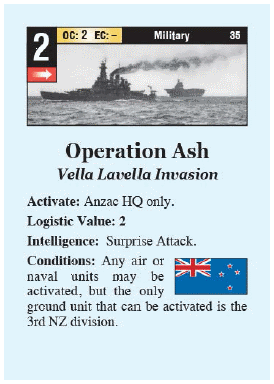 2
OC: 2 EC: –
Military
35
Operation Ash
Vella Lavella Invasion
Activate: Anzac HQ only.
Logistic Value: 2
Intelligence: Surprise Attack.
Conditions: Any air or
naval units may be
activated, but the only
ground unit that can be activated is the
3rd NZ division.